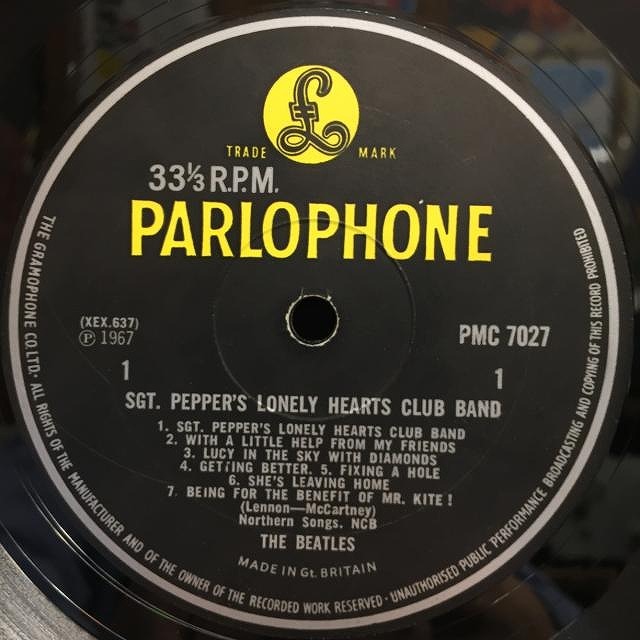 £
TRADE MARK
33⅓ R.P.M.
PARLOPHONE
(XEX.637)
Ⓟ 1967
PMC 7027
1
1
SGT. PEPPER'S LONELY HEARTS CLUB BAND
1. SGT. PEPPER'S LONELY HEARTS CLUB BAND
2. WITH A LITTLE HELP FROM MY FRIENDS
3. LUCY IN THE SKY WITH DIAMONDS
4. GETTING BETTER. 5. FIXING A HOLE
6. SHE'S LEAVING HOME
7. BEING FOR THE BENEFIT OF MR. KITE!
(Lennon—McCartney)
Northern Songs, NCB
THE BEATLES
MADE IN Gt. BRITAIN
THE GRAMOPHONE CO. LTD. · ALL RIGHTS OF THE MANUFACTURER AND OF THE OWNER OF THE RECORDED WORK RESERVED · UNAUTHORISED PUBLIC PERFORMANCE BROADCASTING AND COPYING OF THIS RECORD PROHIBITED